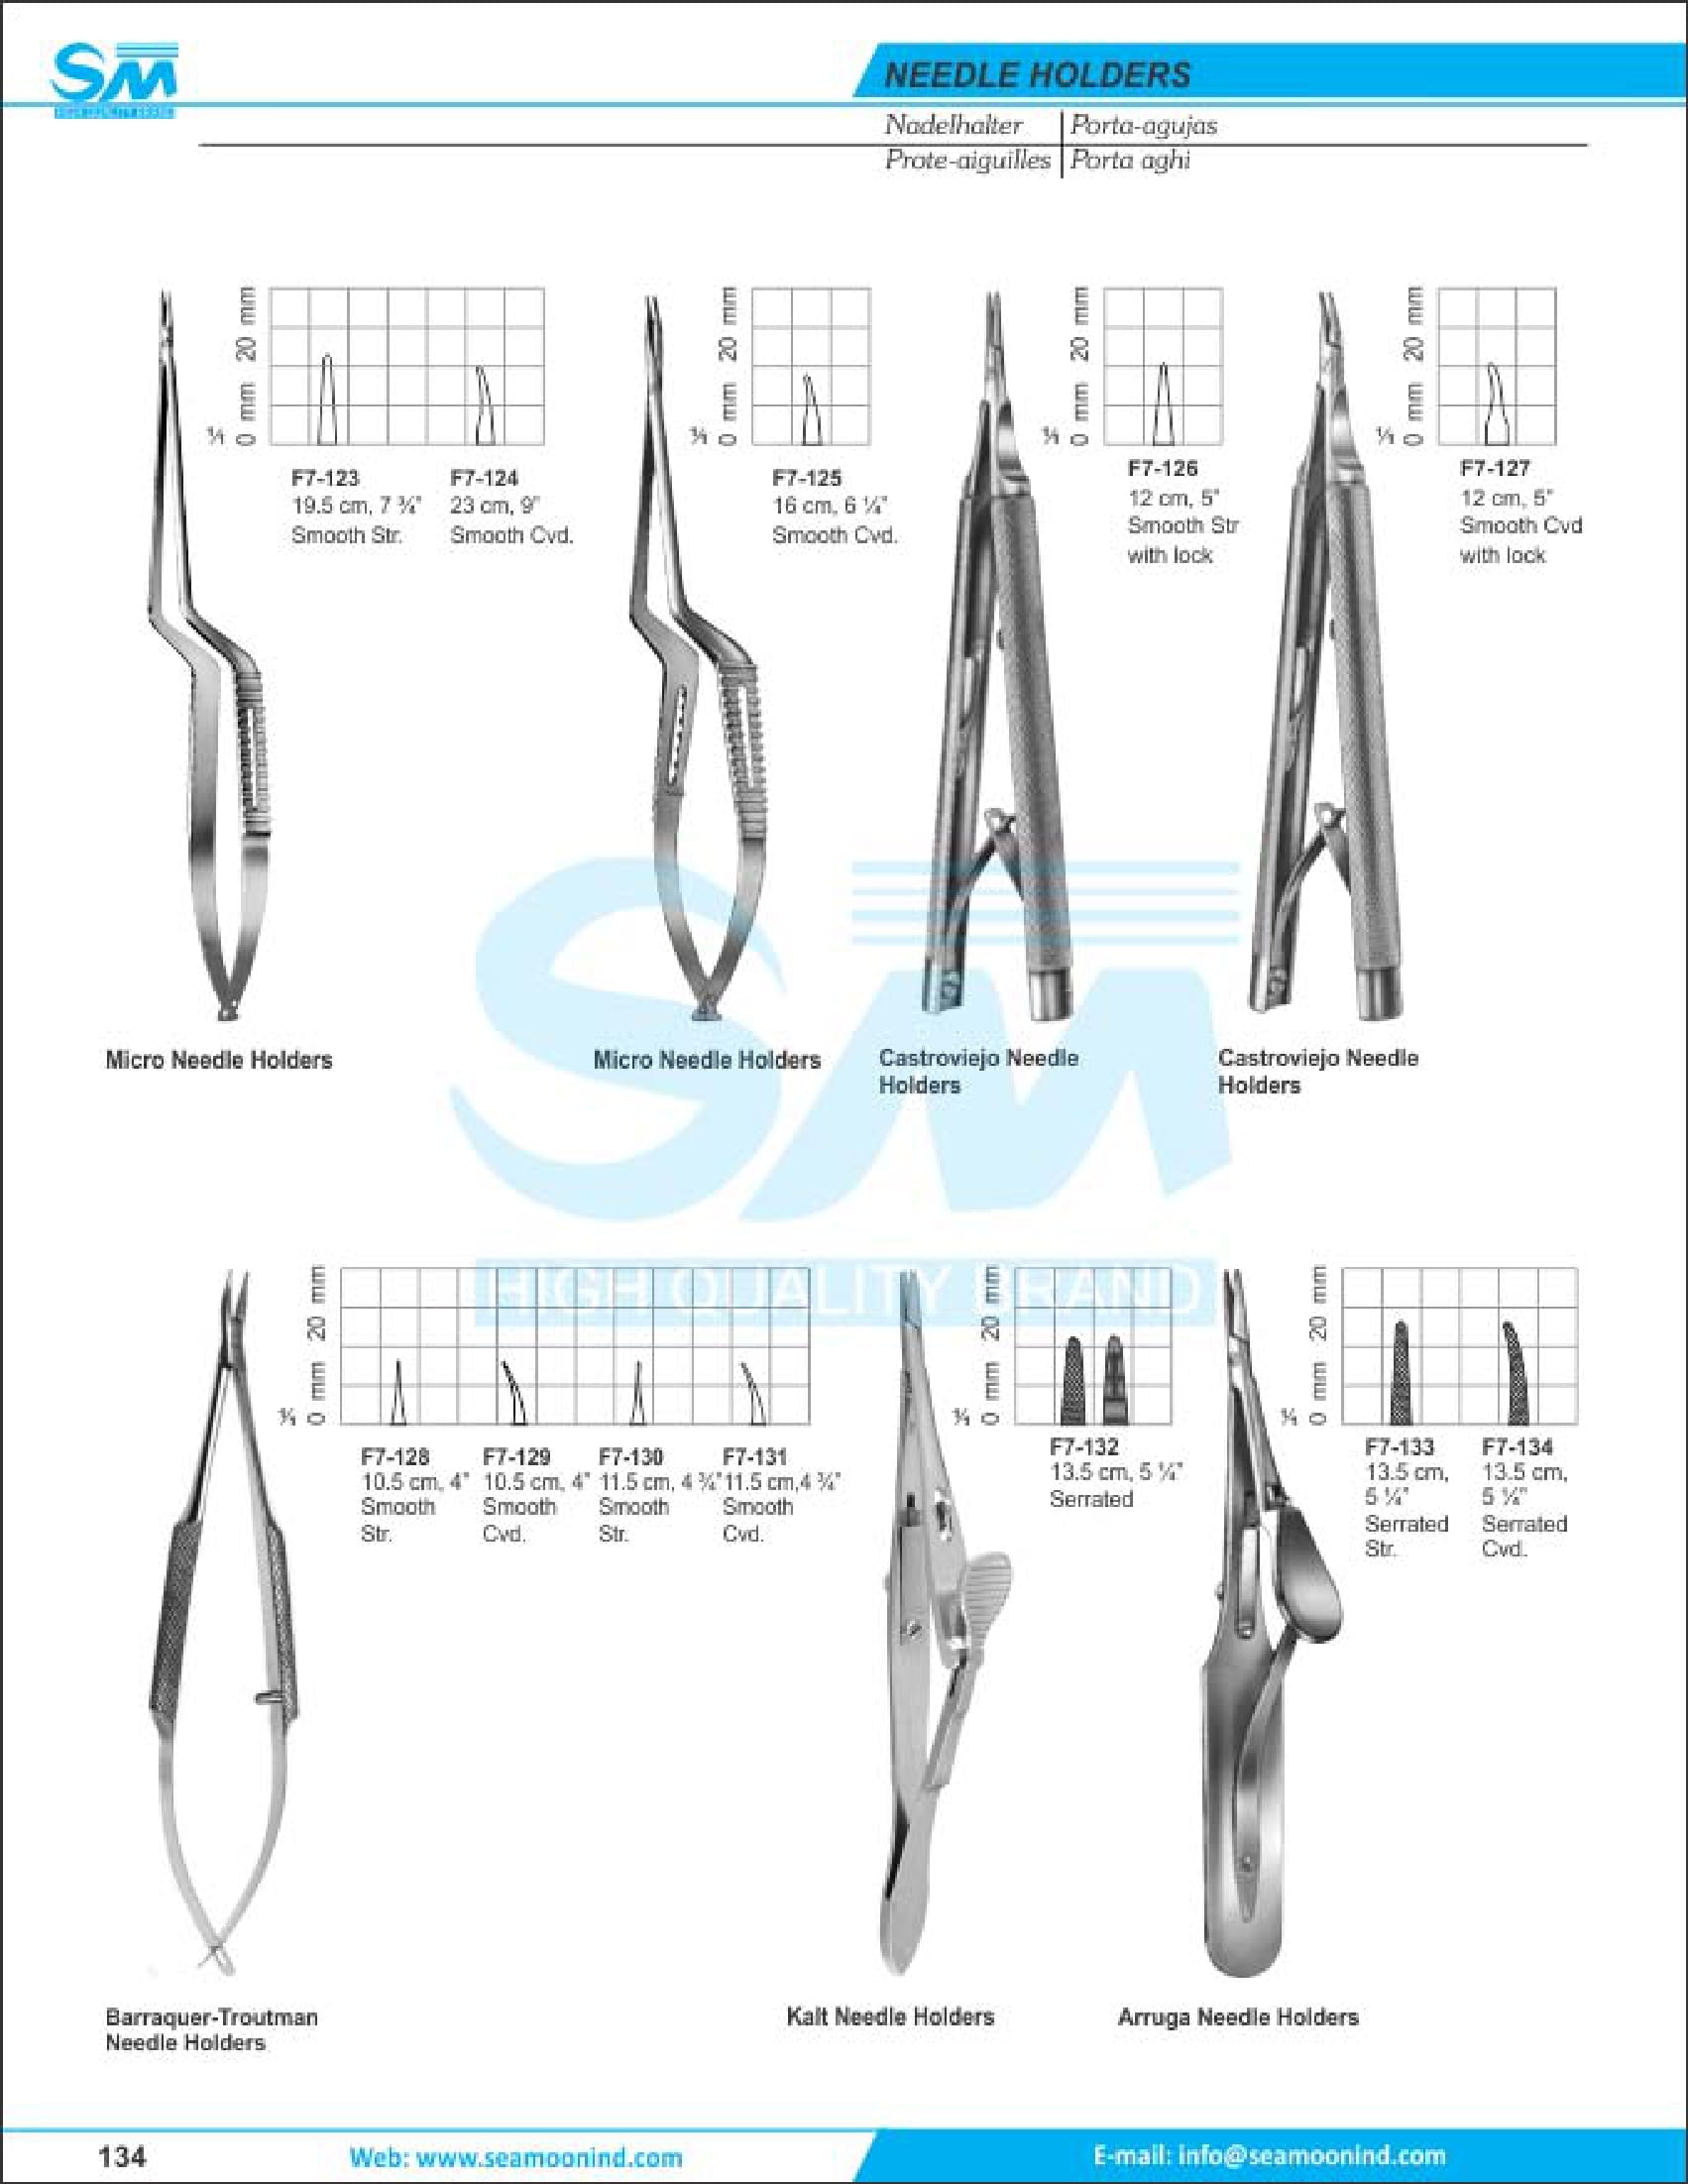 SM
NEEDLE HOLDERS
Nadelhalter
Porta-agujas
Prote-aiguilles
Porta aghi
1/1
0 mm 20 mm
F7-123
19.5 cm, 7 ¾"
Smooth Str.
F7-124
23 cm, 9"
Smooth Cvd.
1/1
0 mm 20 mm
F7-125
16 cm, 6 ¼"
Smooth Cvd.
1/1
0 mm 20 mm
F7-126
12 cm, 5"
Smooth Str
with lock
1/1
0 mm 20 mm
F7-127
12 cm, 5"
Smooth Cvd
with lock
Micro Needle Holders
Micro Needle Holders
Castroviejo Needle
Holders
Castroviejo Needle
Holders
SM
HIGH QUALITY BRAND
1/1
0 mm 20 mm
F7-128
10.5 cm, 4"
Smooth
Str.
F7-129
10.5 cm, 4"
Smooth
Cvd.
F7-130
11.5 cm, 4 ¾"
Smooth
Str.
F7-131
11.5 cm,4 ¾"
Smooth
Cvd.
1/1
0 mm 20 mm
F7-132
13.5 cm, 5 ¼"
Serrated
1/1
0 mm 20 mm
F7-133
13.5 cm,
5 ¼"
Serrated
Str.
F7-134
13.5 cm,
5 ¼"
Serrated
Cvd.
Barraquer-Troutman
Needle Holders
Kalt Needle Holders
Arruga Needle Holders
134
Web: www.seamoonind.com
E-mail: info@seamoonind.com